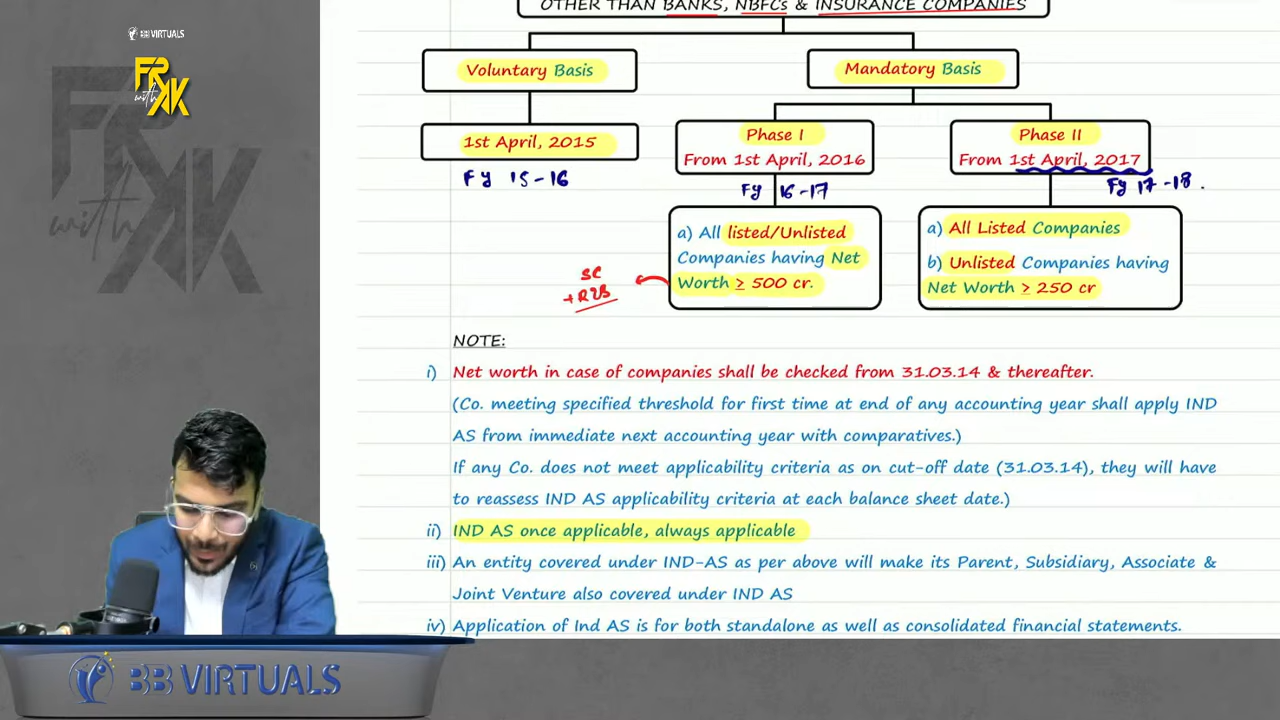 OTHER THAN BANKS, NBFCs & INSURANCE COMPANIES
BB VIRTUALS
FR
with
AK
Voluntary Basis
Mandatory Basis
1st April, 2015
Phase I
From 1st April, 2016
Phase II
From 1st April, 2017
Fy 15-16
Fy 16-17
Fy 17-18.
a) All listed/Unlisted
Companies having Net
Worth ≥ 500 cr.
a) All Listed Companies
b) Unlisted Companies having
Net Worth ≥ 250 cr
SC
+R&S
NOTE:
i) Net worth in case of companies shall be checked from 31.03.14 & thereafter.
(Co. meeting specified threshold for first time at end of any accounting year shall apply IND
AS from immediate next accounting year with comparatives.)
If any Co. does not meet applicability criteria as on cut-off date (31.03.14), they will have
to reassess IND AS applicability criteria at each balance sheet date.)
ii) IND AS once applicable, always applicable
iii) An entity covered under IND-AS as per above will make its Parent, Subsidiary, Associate &
Joint Venture also covered under IND AS
iv) Application of Ind AS is for both standalone as well as consolidated financial statements.
BB VIRTUALS